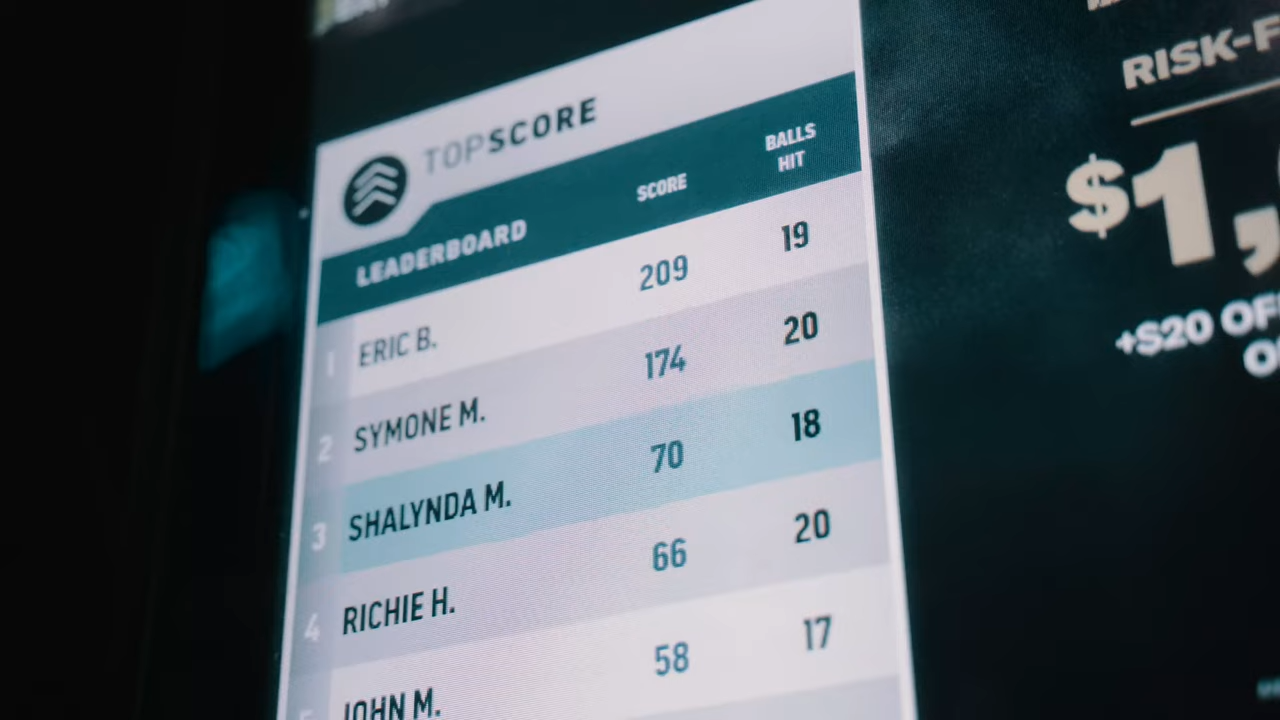 TOPSCORE
LEADERBOARD SCORE BALLS HIT
1 ERIC B. 209 19
2 SYMONE M. 174 20
3 SHALYNDA M. 70 18
4 RICHIE H. 66 20
5 JOHN M. 58 17
RISK-F
$1,
+$20 OF